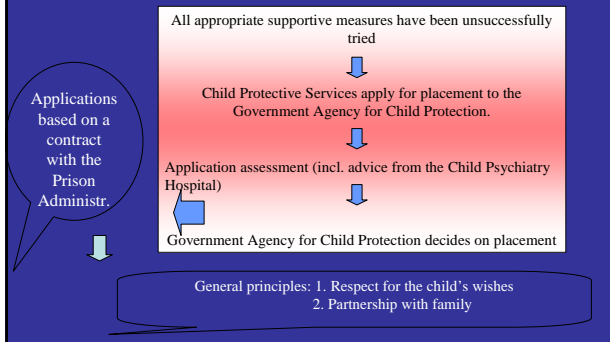 All appropriate supportive measures have been unsuccessfully
tried
Child Protective Services apply for placement to the
Government Agency for Child Protection.
Application assessment (incl. advice from the Child Psychiatry
Hospital)
Government Agency for Child Protection decides on placement
Applications
based on a
contract
with the
Prison
Administr.
General principles: 1. Respect for the child's wishes
2. Partnership with family